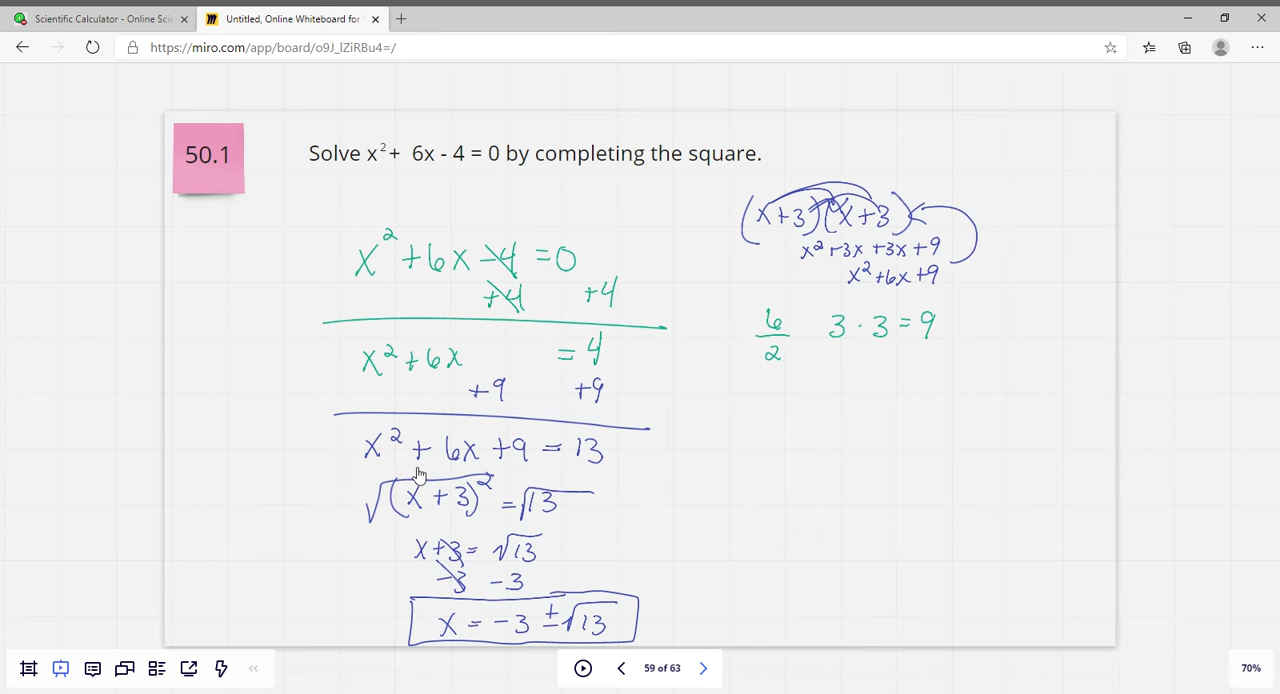 Scientific Calculator - Online Scie
Untitled, Online Whiteboard for
https://miro.com/app/board/o9J_lZiRBu4=/
50.1
Solve x² + 6x - 4 = 0 by completing the square.
x² + 6x - 4 = 0
+4 +4
x² + 6x = 4
+9 +9
x² + 6x + 9 = 13
√(x + 3)² = √13
x + 3 = √13
-3 -3
x = -3 ± √13
(x + 3)(x + 3)
x² + 3x + 3x + 9
x² + 6x + 9
6/2 3 · 3 = 9
59 of 63
70%